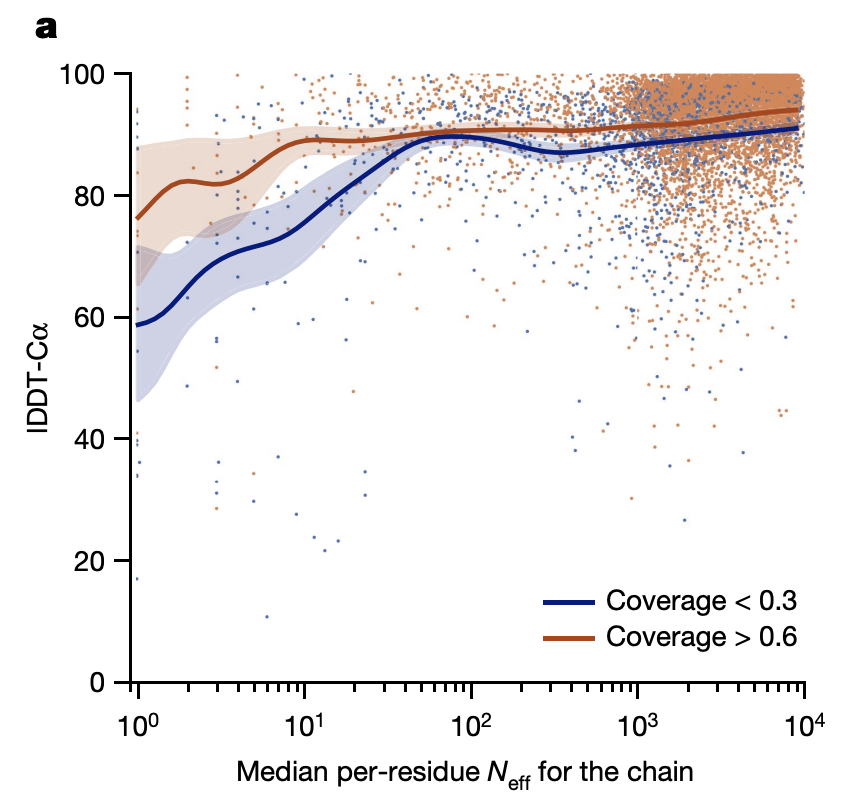 a
100
80
60
40
20
0
lDDT-Cα
Coverage < 0.3
Coverage > 0.6
10⁰ 10¹ 10² 10³ 10⁴
Median per-residue Neff for the chain